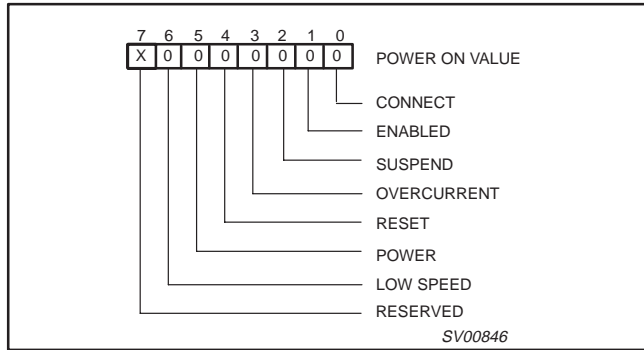 7 6 5 4 3 2 1 0
X 0 0 0 0 0 0 0 POWER ON VALUE
CONNECT
ENABLED
SUSPEND
OVERCURRENT
RESET
POWER
LOW SPEED
RESERVED
SV00846